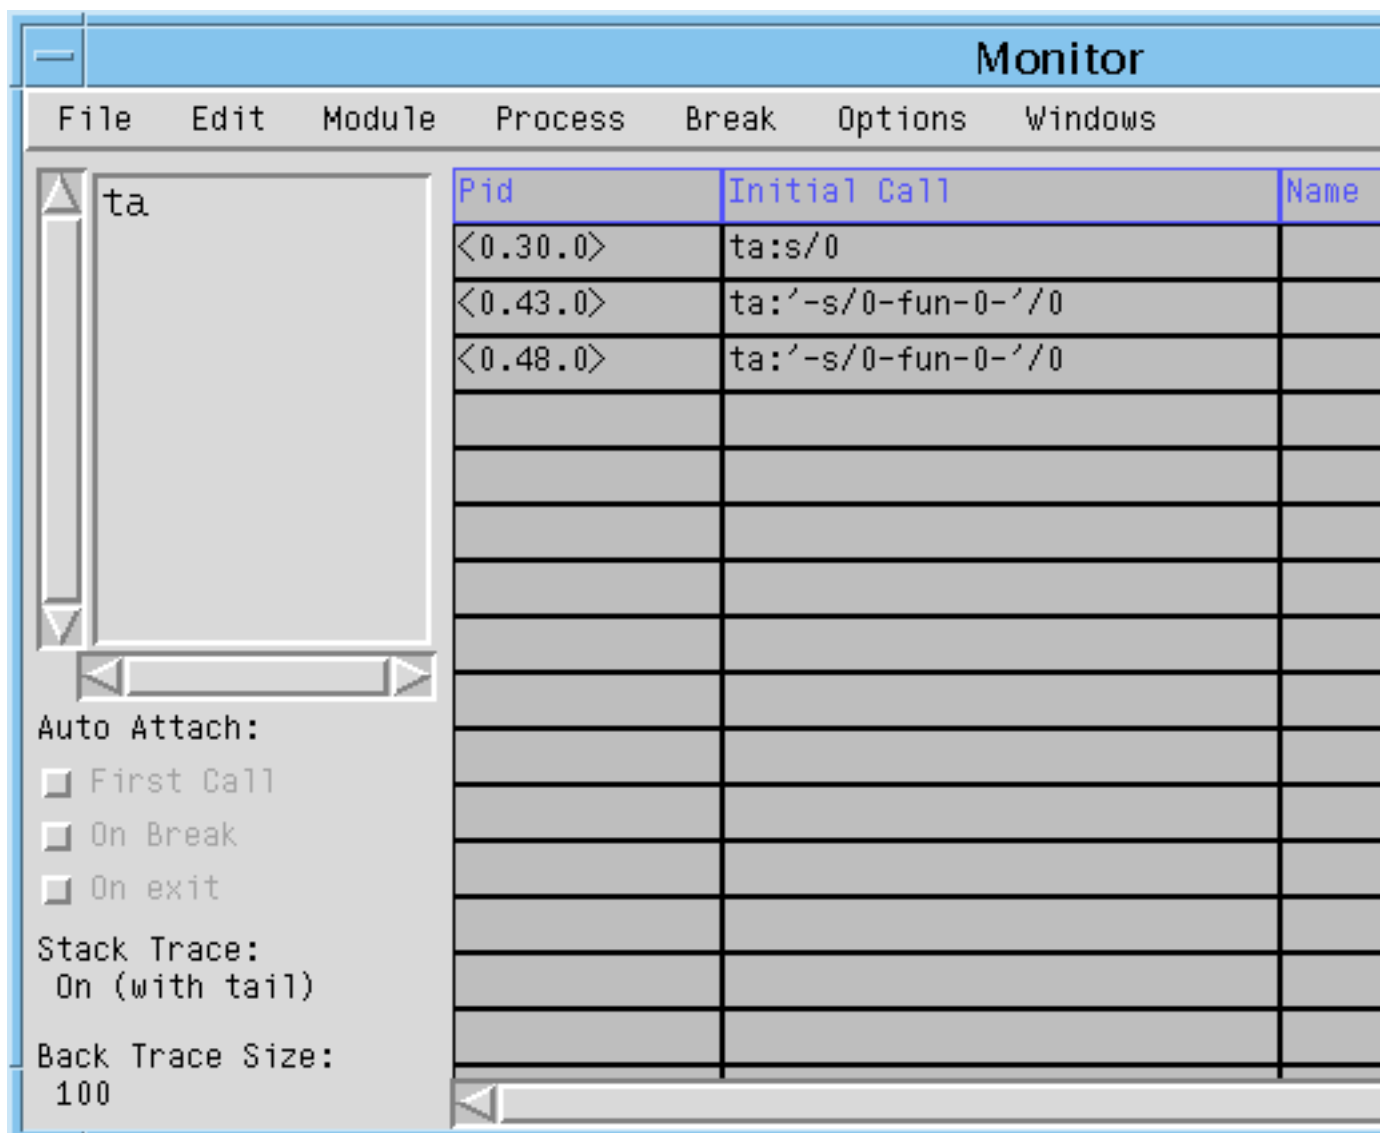 Monitor
File Edit Module Process Break Options Windows
ta
Pid Initial Call Name
<0.30.0> ta:s/0
<0.43.0> ta:'-s/0-fun-0-'/0
<0.48.0> ta:'-s/0-fun-0-'/0
Auto Attach:
First Call
On Break
On exit
Stack Trace:
On (with tail)
Back Trace Size:
100